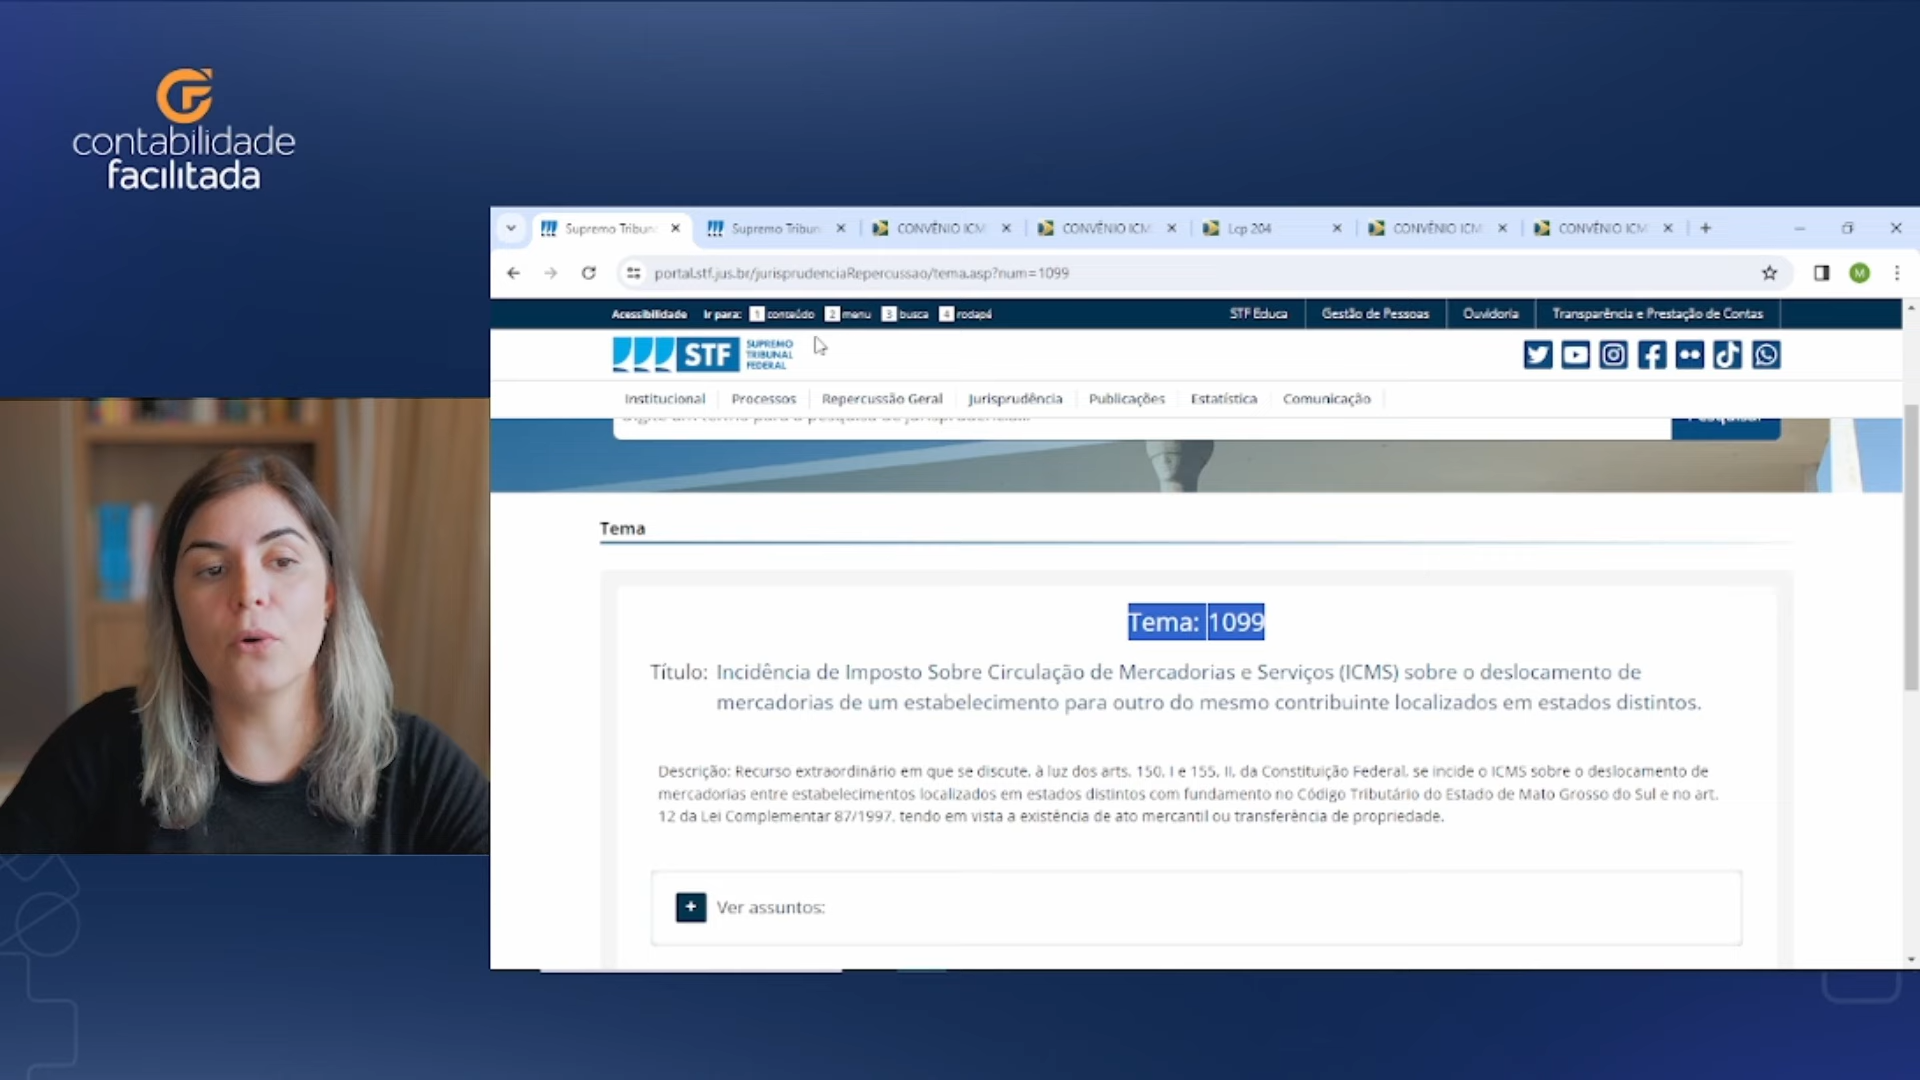 contabilidade
facilitada
Supremo Tribun
Supremo Tribun
CONVÊNIO ICM
CONVÊNIO ICM
Lcp 204
CONVÊNIO ICM
CONVÊNIO ICM
portal.stf.jus.br/jurisprudenciaRepercussao/tema.asp?num=1099
M
Acessibilidade Ir para: 1 conteúdo 2 menu 3 busca 4 rodapé
STF Educa Gestão de Pessoas Ouvidoria Transparência e Prestação de Contas
STF SUPREMO TRIBUNAL FEDERAL
Institucional Processos Repercussão Geral Jurisprudência Publicações Estatística Comunicação
Tema
Tema: 1099
Título: Incidência de Imposto Sobre Circulação de Mercadorias e Serviços (ICMS) sobre o deslocamento de
mercadorias de um estabelecimento para outro do mesmo contribuinte localizados em estados distintos.
Descrição: Recurso extraordinário em que se discute, à luz dos arts. 150, I e 155, II, da Constituição Federal, se incide o ICMS sobre o deslocamento de
mercadorias entre estabelecimentos localizados em estados distintos com fundamento no Código Tributário do Estado de Mato Grosso do Sul e no art.
12 da Lei Complementar 87/1997, tendo em vista a existência de ato mercantil ou transferência de propriedade.
+ Ver assuntos: